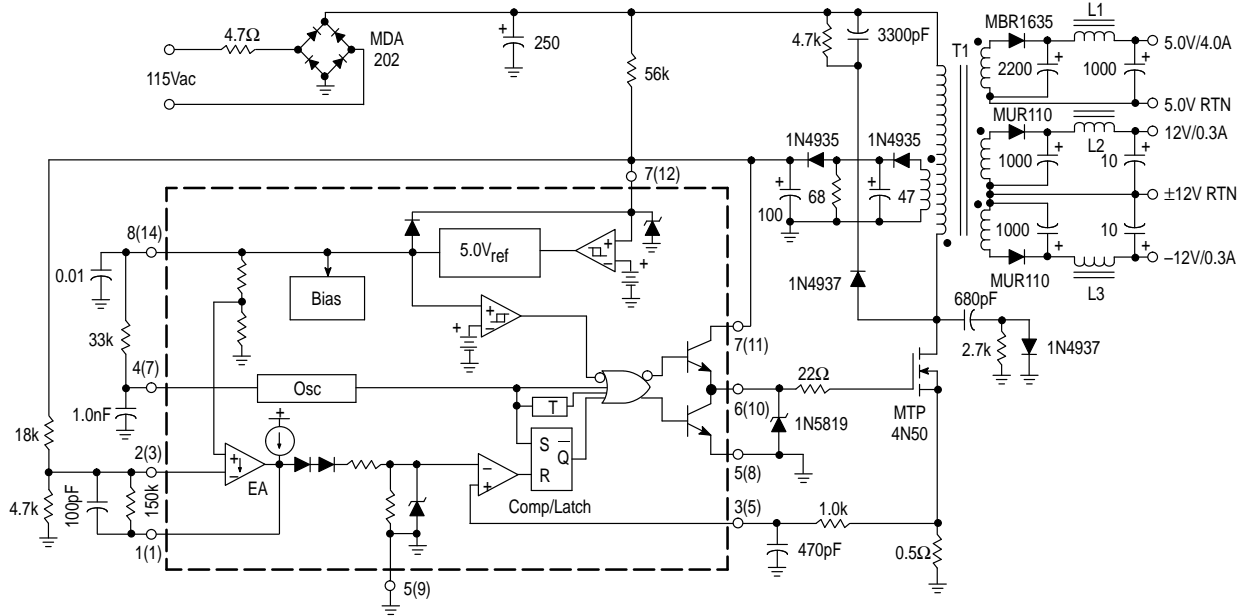 L1
MBR1635
4.7Ω
MDA
202
+
250
4.7k
3300pF
T1
+
2200
+
1000
5.0V/4.0A
115Vac
56k
5.0V RTN
MUR110
12V/0.3A
1N4935
1N4935
L2
+
1000
+
10
7(12)
+
100
68
+
47
±12V RTN
8(14)
5.0Vref
+
–
+
1000
+
10
+
0.01
Bias
1N4937
MUR110
–12V/0.3A
L3
680pF
+
–
+
33k
7(11)
2.7k
1N4937
4(7)
Osc
22Ω
6(10)
1.0nF
+
T
MTP
4N50
1N5819
18k
S
Q
R
2(3)
+
–
EA
–
+
5(8)
4.7k
100pF
150k
Comp/Latch
3(5)
1.0k
1(1)
470pF
0.5Ω
5(9)